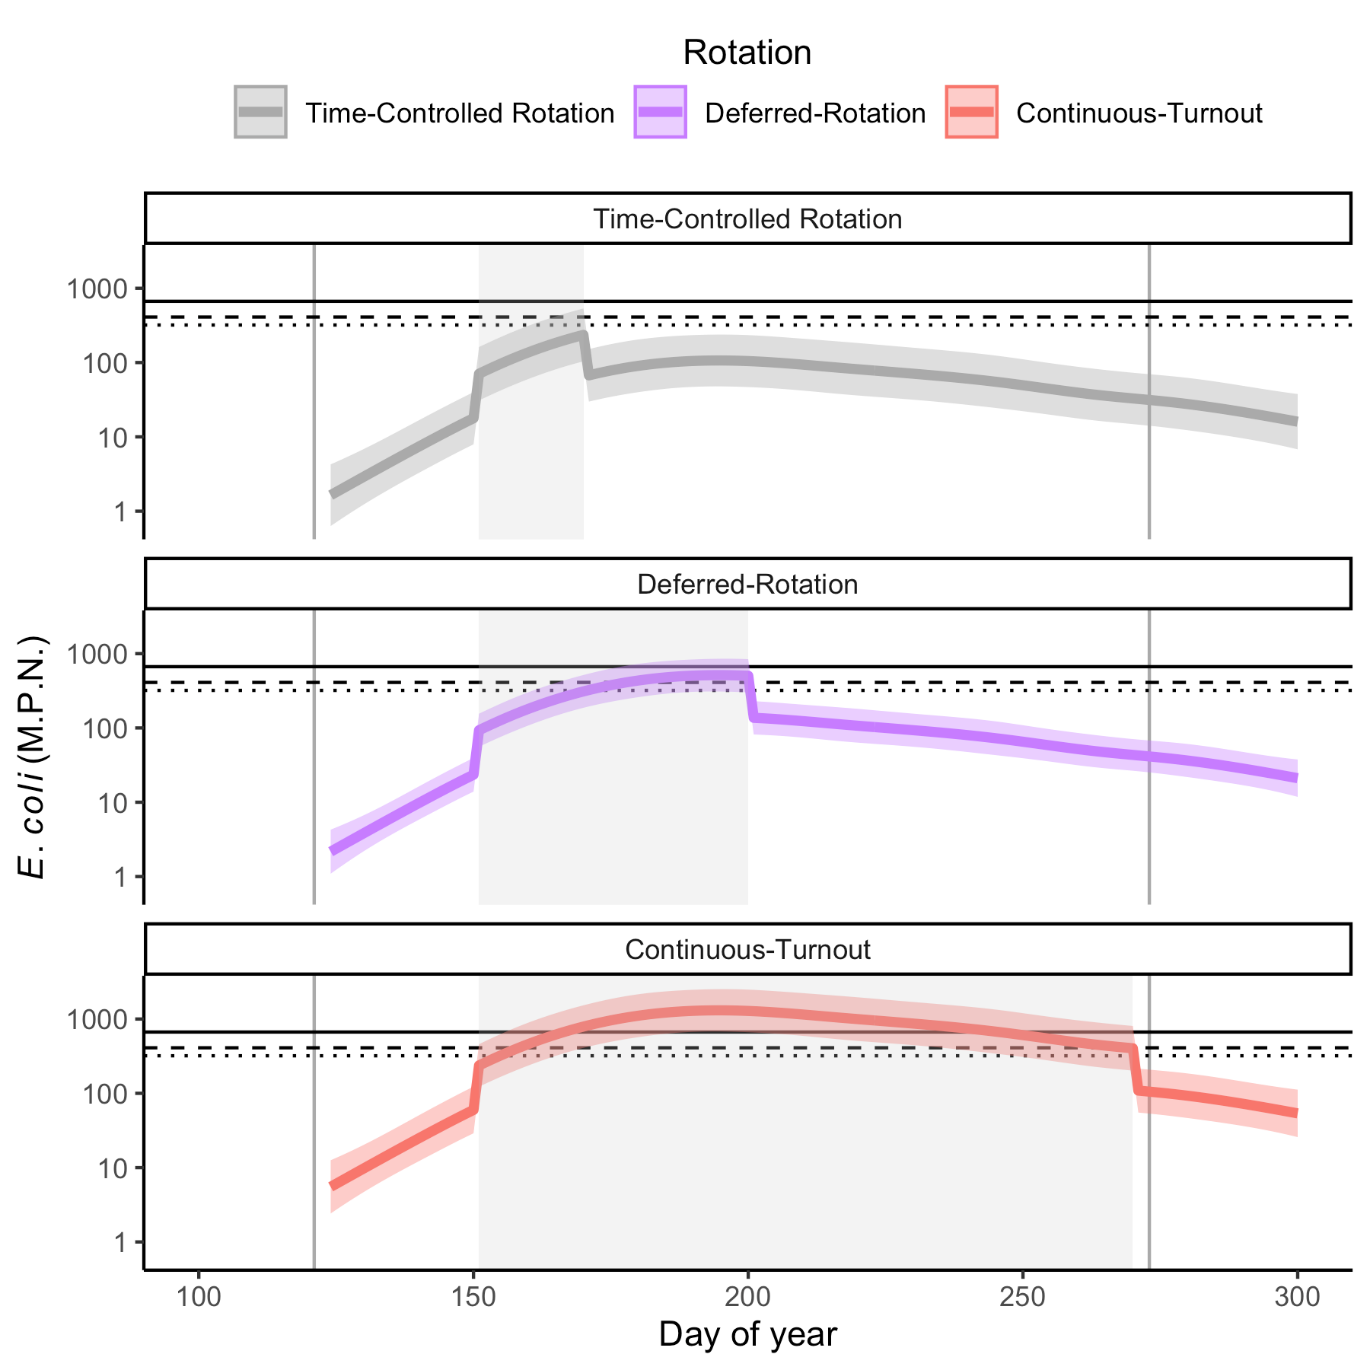 Rotation
Time-Controlled Rotation Deferred-Rotation Continuous-Turnout
Time-Controlled Rotation
1000
100
10
1
Deferred-Rotation
1000
100
10
1
E. coli (M.P.N.)
Continuous-Turnout
1000
100
10
1
100 150 200 250 300
Day of year